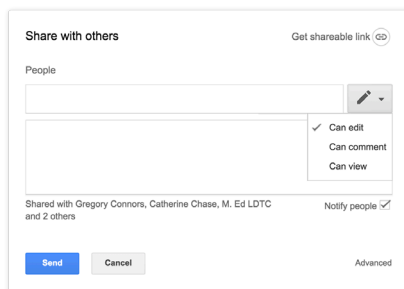 Share with others
Get shareable link
People
Can edit
Can comment
Can view
Shared with Gregory Connors, Catherine Chase, M. Ed LDTC
and 2 others
Notify people
Send
Cancel
Advanced